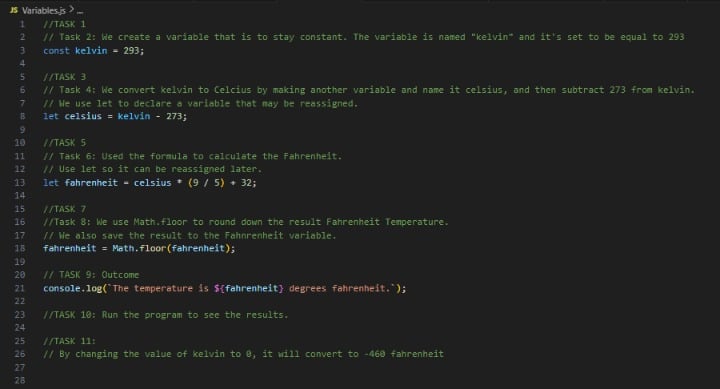 JS Variables.js > ...
1 //TASK 1
2 // Task 2: We create a variable that is to stay constant. The variable is named "kelvin" and it's set to be equal to 293
3 const kelvin = 293;
4
5 //TASK 3
6 // Task 4: We convert kelvin to Celcius by making another variable and name it celsius, and then subtract 273 from kelvin.
7 // We use let to declare a variable that may be reassigned.
8 let celsius = kelvin - 273;
9
10 //TASK 5
11 // Task 6: Used the formula to calculate the Fahrenheit.
12 // Use let so it can be reassigned later.
13 let fahrenheit = celsius * (9 / 5) + 32;
14
15 //TASK 7
16 //Task 8: We use Math.floor to round down the result Fahrenheit Temperature.
17 // We also save the result to the Fahnrenheit variable.
18 fahrenheit = Math.floor(fahrenheit);
19
20 // TASK 9: Outcome
21 console.log(`The temperature is ${fahrenheit} degrees fahrenheit.`);
22
23 //TASK 10: Run the program to see the results.
24
25 //TASK 11:
26 // By changing the value of kelvin to 0, it will convert to -460 fahrenheit
27
28